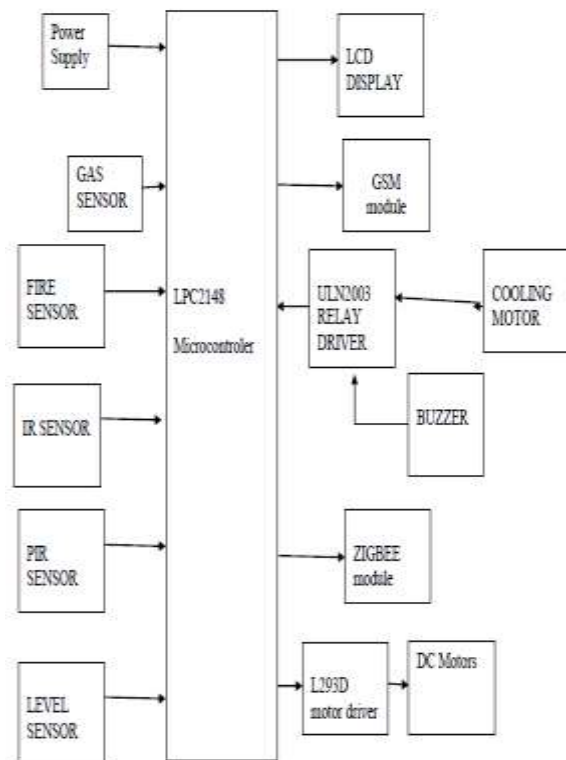 Power
Supply
GAS
SENSOR
FIRE
SENSOR
IR SENSOR
PIR
SENSOR
LEVEL
SENSOR
LPC2148
Microcontroler
LCD
DISPLAY
GSM
module
ULN2003
RELAY
DRIVER
COOLING
MOTOR
BUZZER
ZIGBEE
module
L293D
motor driver
DC Motors